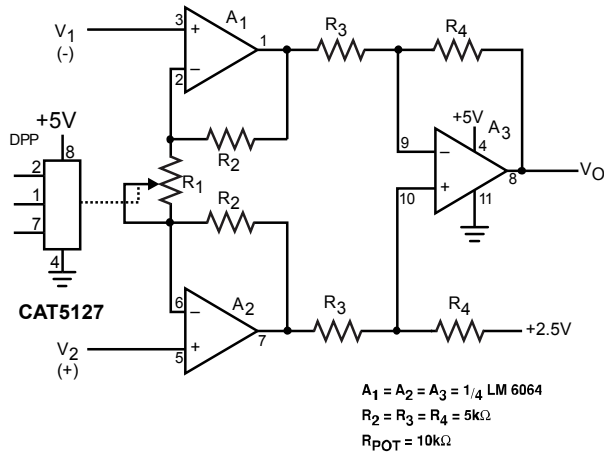 A1
R3
R4
V1
(-)
3
+
1
−
2
+5V
A3
+5V
DPP
8
R2
9
−
4
VO
2
R1
8
1
R2
10
+
11
7
4
CAT5127
6
−
A2
R3
R4
7
+2.5V
V2
(+)
+
5
A1 = A2 = A3 = 1/4 LM 6064
R2 = R3 = R4 = 5kΩ
RPOT = 10kΩ